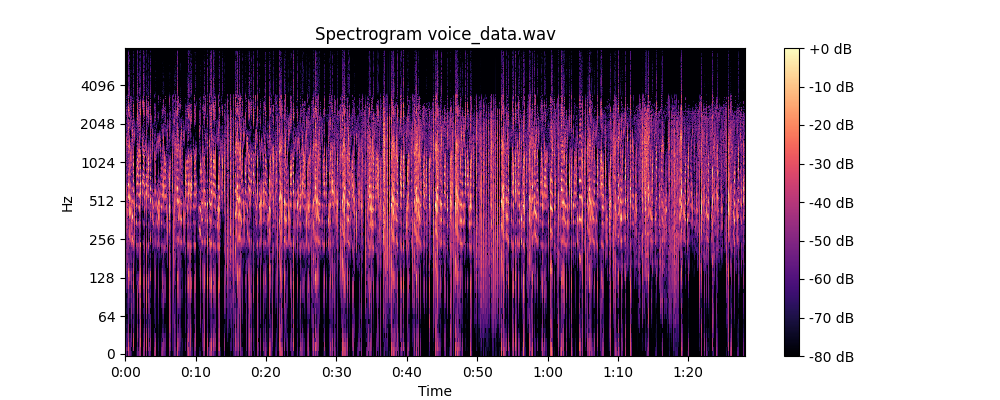 Spectrogram voice_data.wav
4096
2048
1024
512
256
128
64
0
Hz
0:00 0:10 0:20 0:30 0:40 0:50 1:00 1:10 1:20
Time
+0 dB
-10 dB
-20 dB
-30 dB
-40 dB
-50 dB
-60 dB
-70 dB
-80 dB